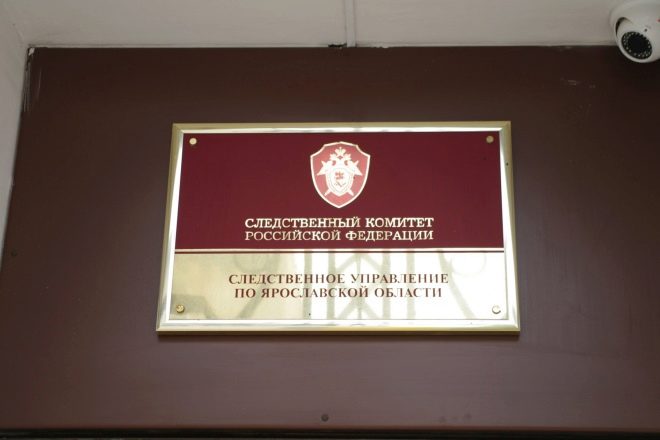 СЛЕДСТВЕННЫЙ КОМИТЕТ
РОССИЙСКОЙ ФЕДЕРАЦИИ
СЛЕДСТВЕННОЕ УПРАВЛЕНИЕ
ПО ЯРОСЛАВСКОЙ ОБЛАСТИ